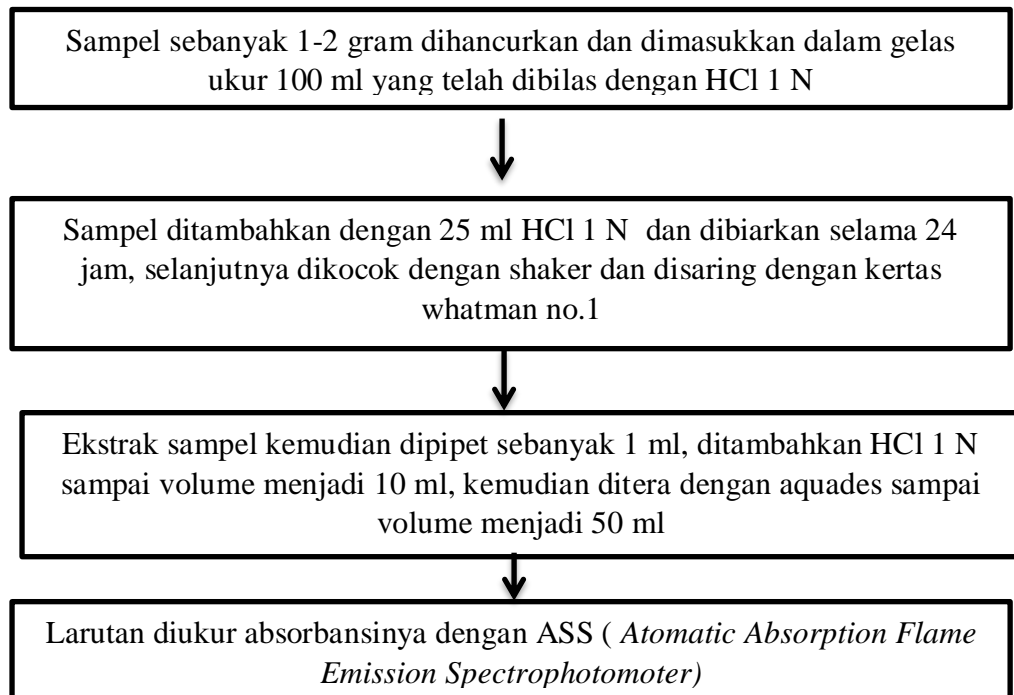 Sampel sebanyak 1-2 gram dihancurkan dan dimasukkan dalam gelas
ukur 100 ml yang telah dibilas dengan HCl 1 N
Sampel ditambahkan dengan 25 ml HCl 1 N  dan dibiarkan selama 24
jam, selanjutnya dikocok dengan shaker dan disaring dengan kertas
whatman no.1
Ekstrak sampel kemudian dipipet sebanyak 1 ml, ditambahkan HCl 1 N
sampai volume menjadi 10 ml, kemudian ditera dengan aquades sampai
volume menjadi 50 ml
Larutan diukur absorbansinya dengan ASS ( Atomatic Absorption Flame
Emission Spectrophotomoter)